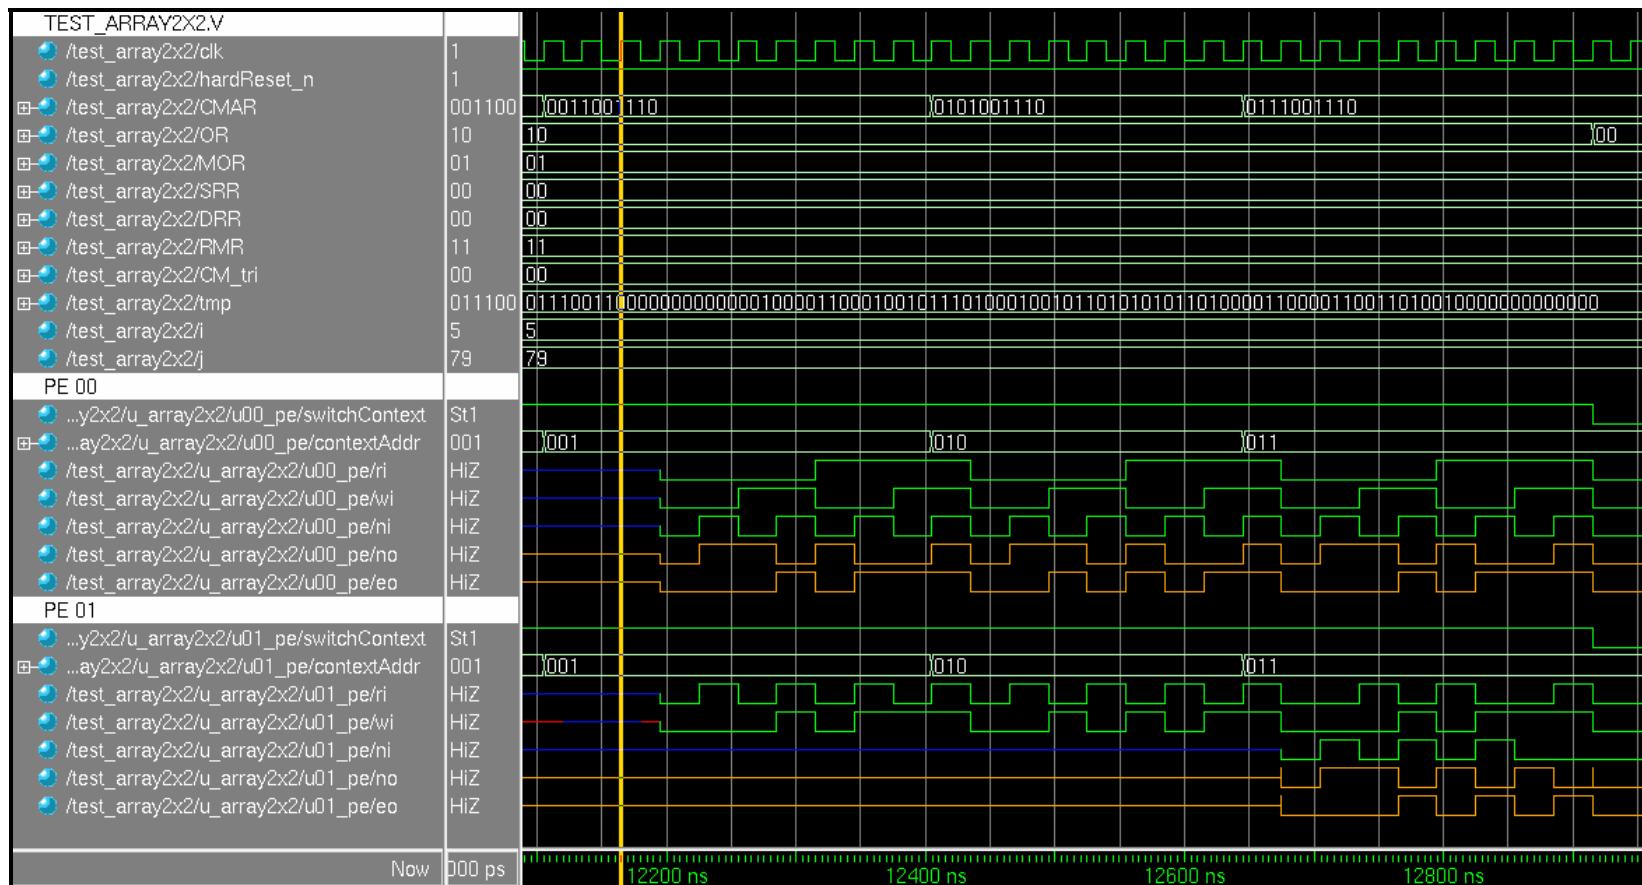 TEST_ARRAY2X2.V
/test_array2x2/clk 1
/test_array2x2/hardReset_n 1
/test_array2x2/CMAR 001100 0011001110 0101001110 0111001110
/test_array2x2/OR 10 10 00
/test_array2x2/MOR 01 01
/test_array2x2/SRR 00 00
/test_array2x2/DRR 00 00
/test_array2x2/RMR 11 11
/test_array2x2/CM_tri 00 00
/test_array2x2/tmp 011100
/test_array2x2/i 5 5
/test_array2x2/j 79 79
PE 00
...y2x2/u_array2x2/u00_pe/switchContext St1
...ay2x2/u_array2x2/u00_pe/contextAddr 001 001 010 011
/test_array2x2/u_array2x2/u00_pe/ri HiZ
/test_array2x2/u_array2x2/u00_pe/wi HiZ
/test_array2x2/u_array2x2/u00_pe/ni HiZ
/test_array2x2/u_array2x2/u00_pe/no HiZ
/test_array2x2/u_array2x2/u00_pe/eo HiZ
PE 01
...y2x2/u_array2x2/u01_pe/switchContext St1
...ay2x2/u_array2x2/u01_pe/contextAddr 001 001 010 011
/test_array2x2/u_array2x2/u01_pe/ri HiZ
/test_array2x2/u_array2x2/u01_pe/wi HiZ
/test_array2x2/u_array2x2/u01_pe/ni HiZ
/test_array2x2/u_array2x2/u01_pe/no HiZ
/test_array2x2/u_array2x2/u01_pe/eo HiZ
Now 000 ps 12200 ns 12400 ns 12600 ns 12800 ns